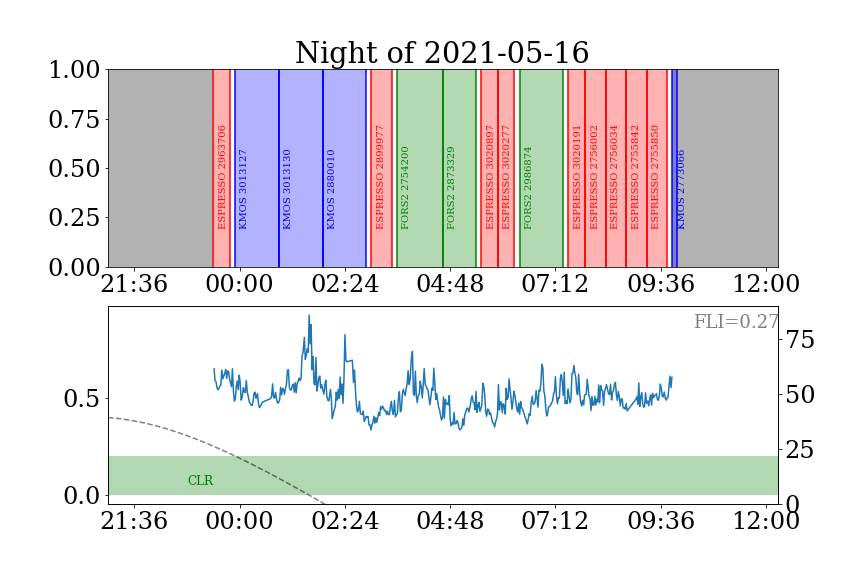 Night of 2021-05-16
1.00
0.75
0.50
0.25
0.00
ESPRESSO 2963706
KMOS 3013127
KMOS 3013130
KMOS 2880010
ESPRESSO 2899977
FORS2 2754200
FORS2 2873329
ESPRESSO 3020897
ESPRESSO 3020277
FORS2 2986874
ESPRESSO 3020191
ESPRESSO 2756002
ESPRESSO 2756034
ESPRESSO 2755842
ESPRESSO 2755850
KMOS 2773066
21:36 00:00 02:24 04:48 07:12 09:36 12:00
FLI=0.27
0.5
0.0
75
50
25
0
CLR
21:36 00:00 02:24 04:48 07:12 09:36 12:00